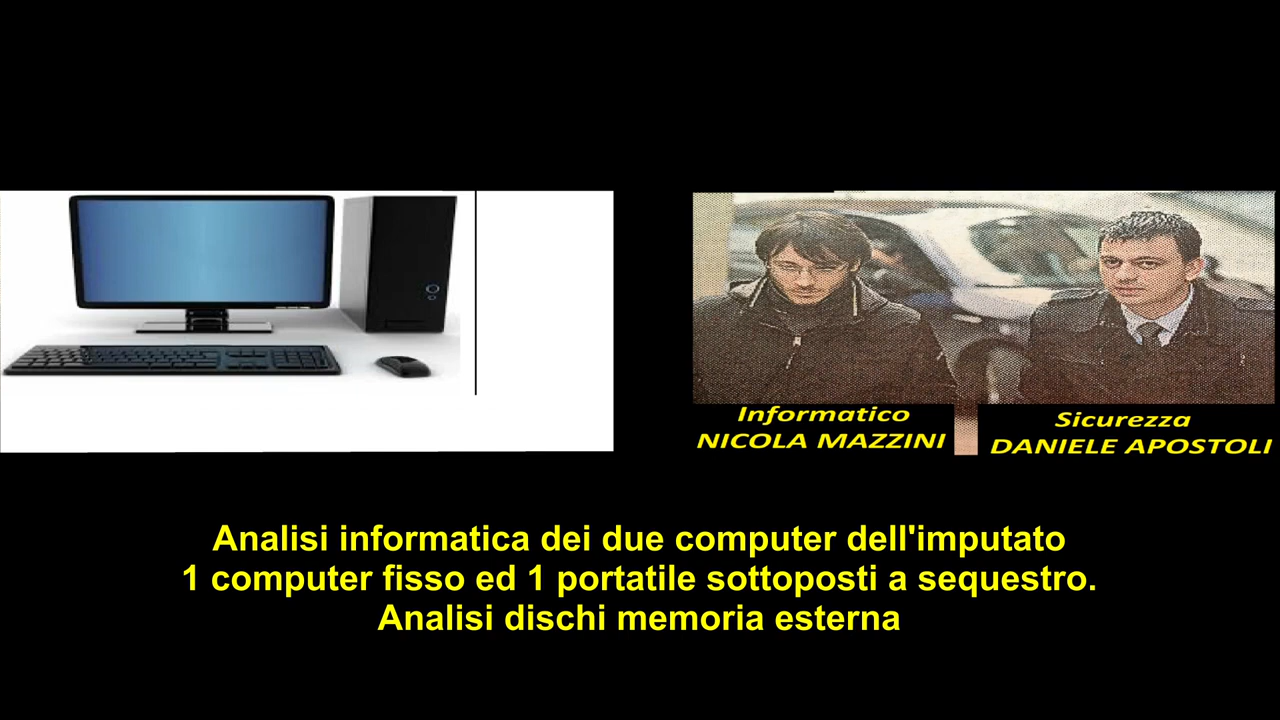 Informatico
NICOLA MAZZINI
Sicurezza
DANIELE APOSTOLI
Analisi informatica dei due computer dell'imputato
1 computer fisso ed 1 portatile sottoposti a sequestro.
Analisi dischi memoria esterna